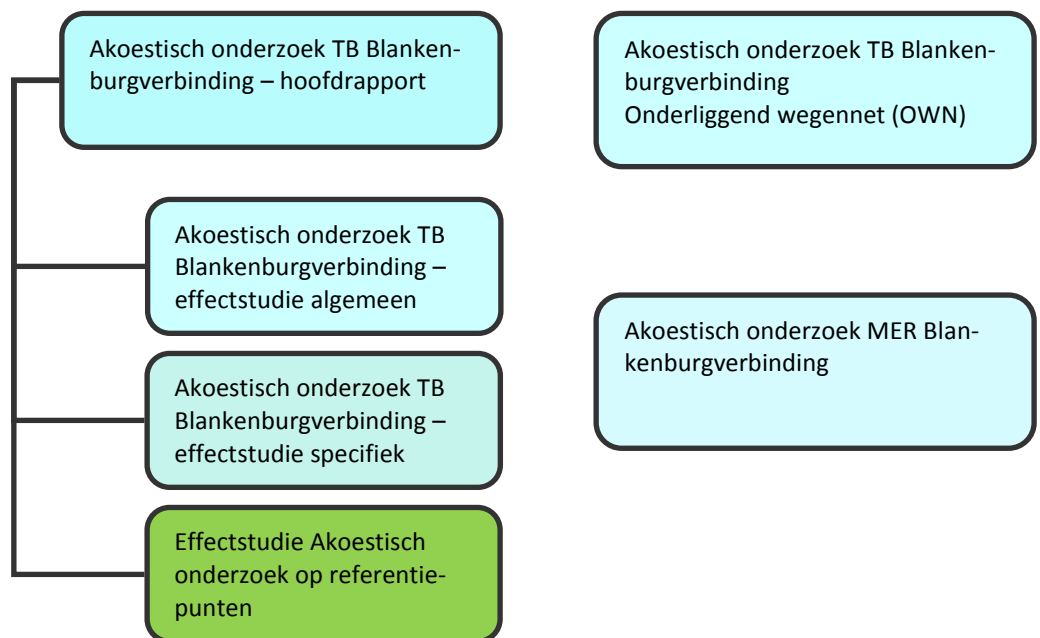 Akoestisch onderzoek TB Blanken-
burgverbinding – hoofdrapport
Akoestisch onderzoek TB
Blankenburgverbinding –
effectstudie algemeen
Akoestisch onderzoek TB
Blankenburgverbinding –
effectstudie specifiek
Effectstudie Akoestisch
onderzoek op referentie-
punten
Akoestisch onderzoek TB Blanken-
burgverbinding
Onderliggend wegennet (OWN)
Akoestisch onderzoek MER Blan-
kenburgverbinding